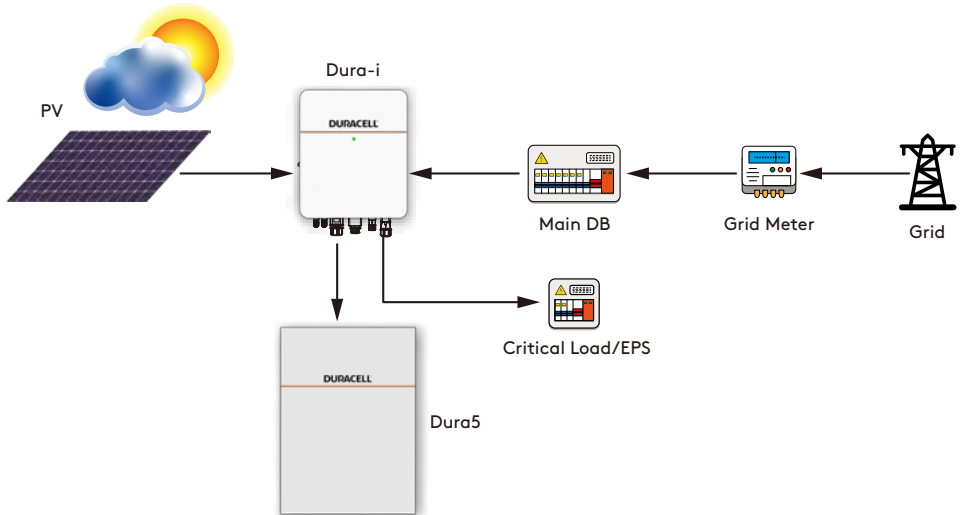 Dura-i
PV
DURACELL
Main DB
Grid Meter
Grid
Critical Load/EPS
DURACELL
Dura5